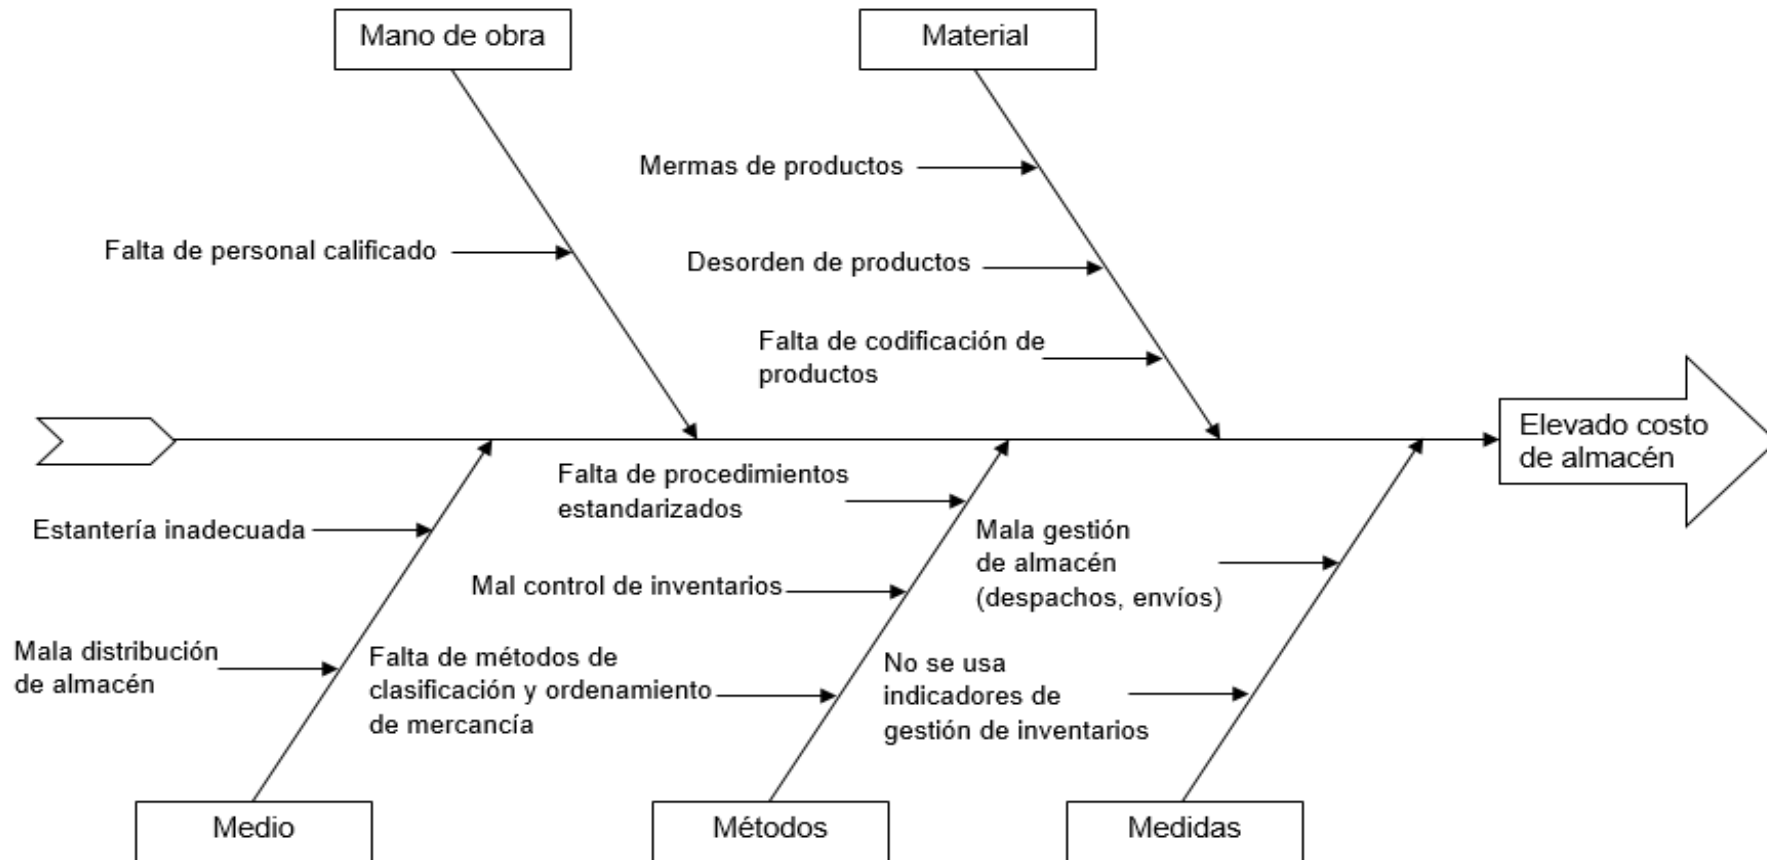 Mano de obra
Material
Mermas de productos
Falta de personal calificado
Desorden de productos
Falta de codificación de
productos
Elevado costo
de almacén
Falta de procedimientos
estandarizados
Estantería inadecuada
Mala gestión
de almacén
(despachos, envíos)
Mal control de inventarios
Mala distribución
de almacén
Falta de métodos de
clasificación y ordenamiento
de mercancía
No se usa
indicadores de
gestión de inventarios
Medio
Métodos
Medidas